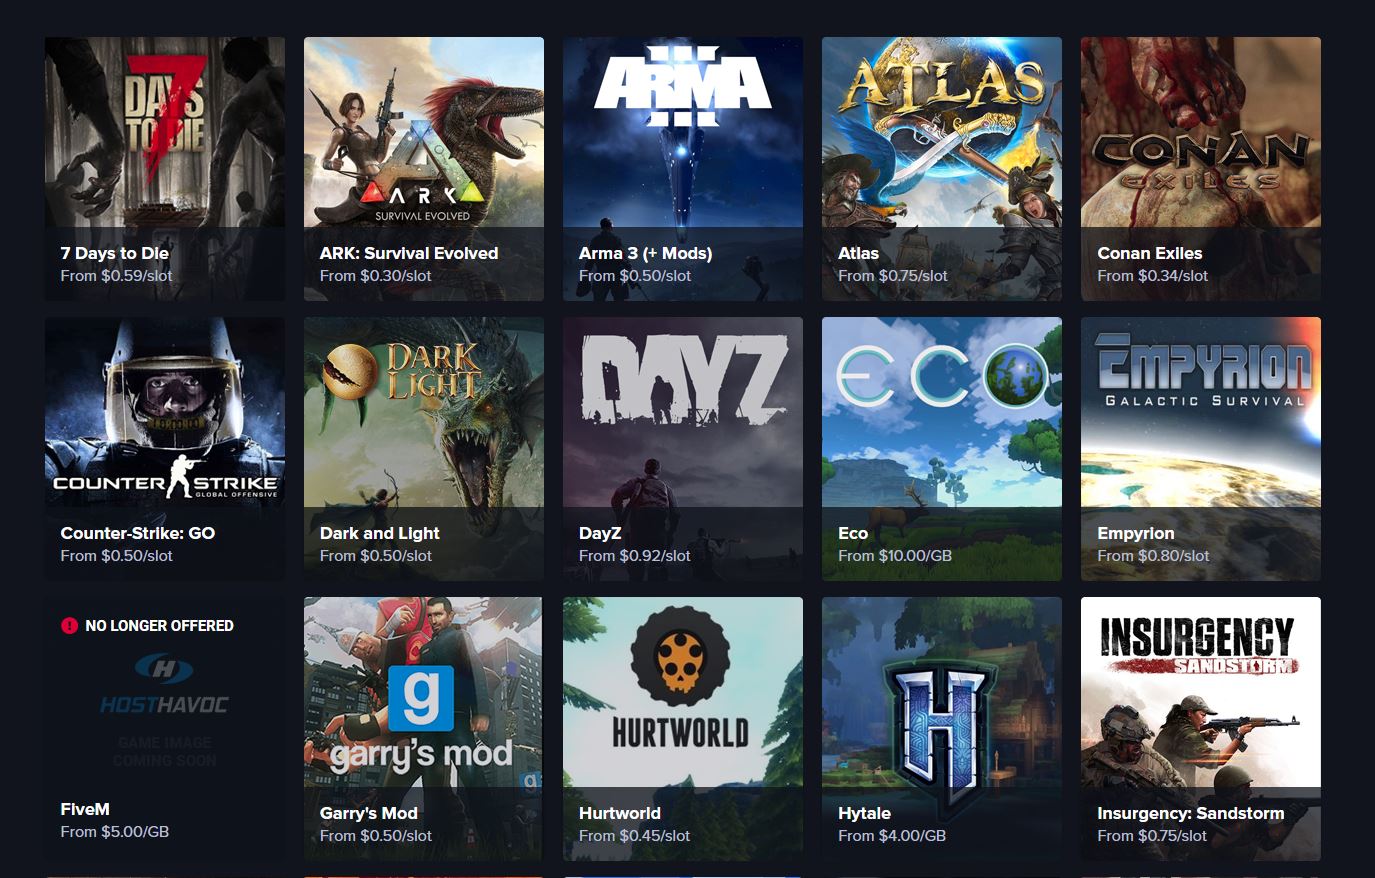 7
DAYS
TO DIE
7 Days to Die
From $0.59/slot
ARK
SURVIVAL EVOLVED
ARK: Survival Evolved
From $0.30/slot
III
ARMA
Arma 3 (+ Mods)
From $0.50/slot
ATLAS
Atlas
From $0.75/slot
CONAN
EXILES
Conan Exiles
From $0.34/slot
COUNTER STRIKE
GLOBAL OFFENSIVE
Counter-Strike: GO
From $0.50/slot
DARK
AND
LIGHT
Dark and Light
From $0.50/slot
DAYZ
DayZ
From $0.92/slot
ECO
Eco
From $10.00/GB
EMPYRION
GALACTIC SURVIVAL
Empyrion
From $0.80/slot
! NO LONGER OFFERED
H
HOSTHAVOC
GAME IMAGE
COMING SOON
FiveM
From $5.00/GB
g
garry's mod
g
Garry's Mod
From $0.50/slot
HURTWORLD
Hurtworld
From $0.45/slot
H
Hytale
From $4.00/GB
INSURGENCY
SANDSTORM
Insurgency: Sandstorm
From $0.75/slot